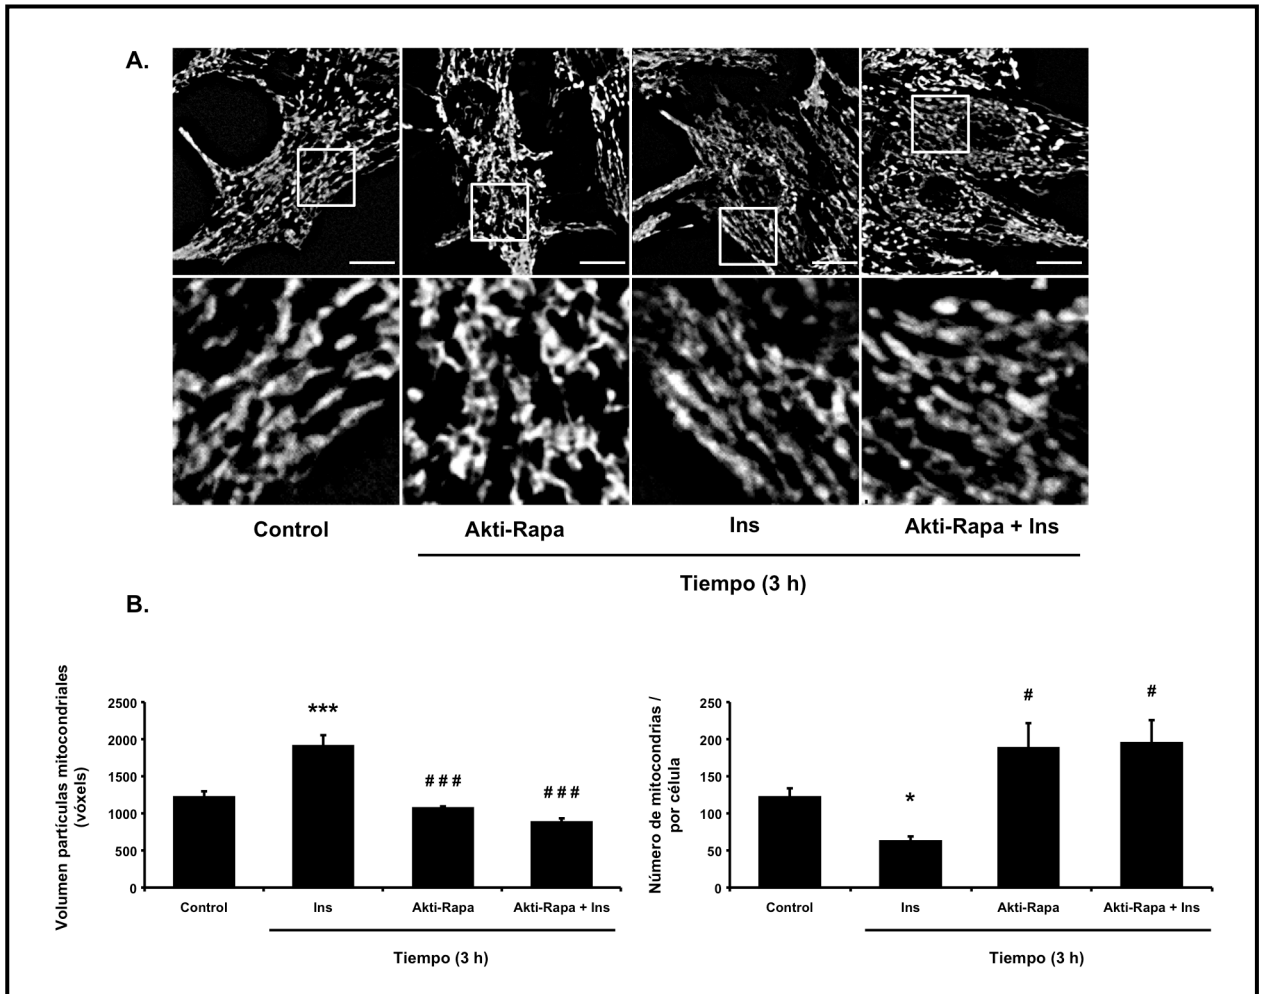 A.
Control
Akti-Rapa
Ins
Akti-Rapa + Ins
Tiempo (3 h)
B.
Volumen partículas mitocondriales
(vóxels)
2500
2000
1500
1000
500
0
***
# # #
# # #
Control
Ins
Akti-Rapa
Akti-Rapa + Ins
Tiempo (3 h)
Número de mitocondrias /
por célula
250
200
150
100
50
0
*
#
#
Control
Ins
Akti-Rapa
Akti-Rapa + Ins
Tiempo (3 h)